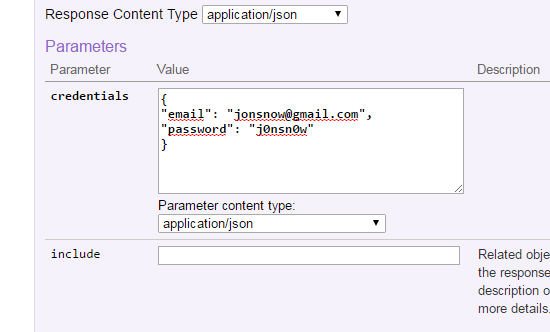 Response Content Type application/json
Parameters
Parameter Value Description
credentials
{
"email": "jonsnow@gmail.com",
"password": "j0nsn0w"
}
Parameter content type:
application/json
include Related obje
the response
description o
more details.